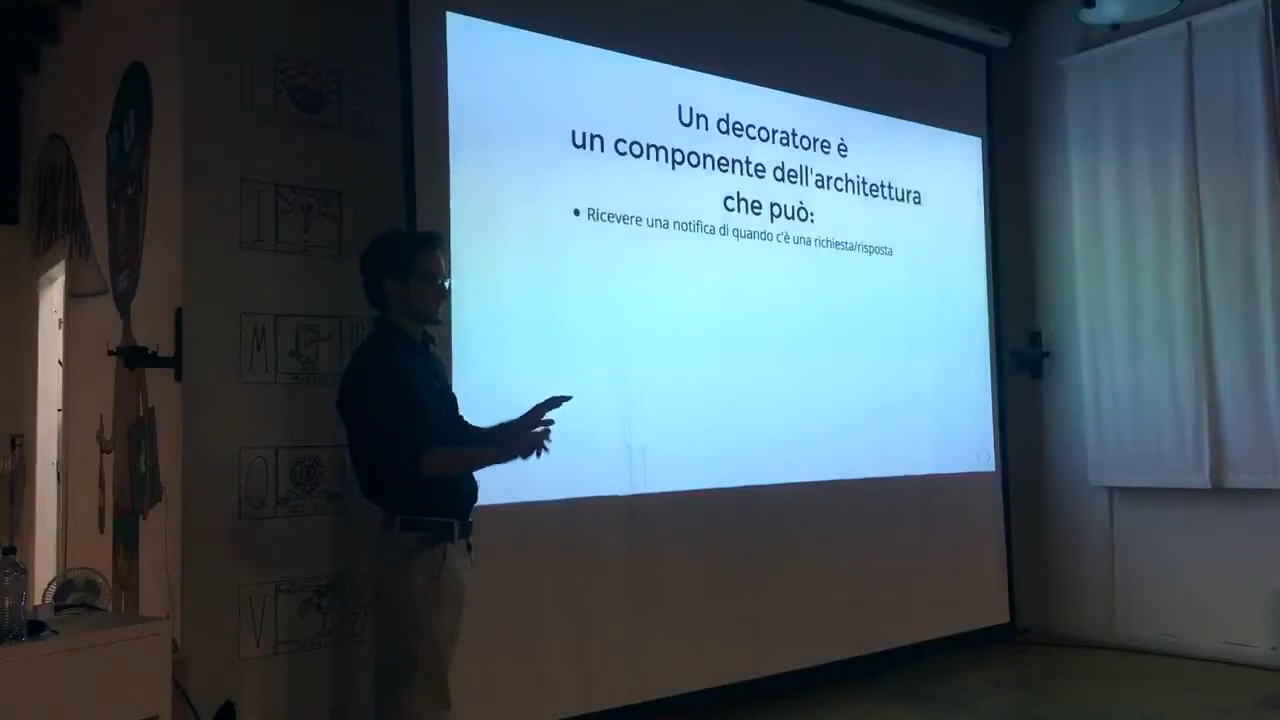 Un decoratore è
un componente dell'architettura
che può:
• Ricevere una notifica di quando c'è una richiesta/risposta
I
M
Q
V